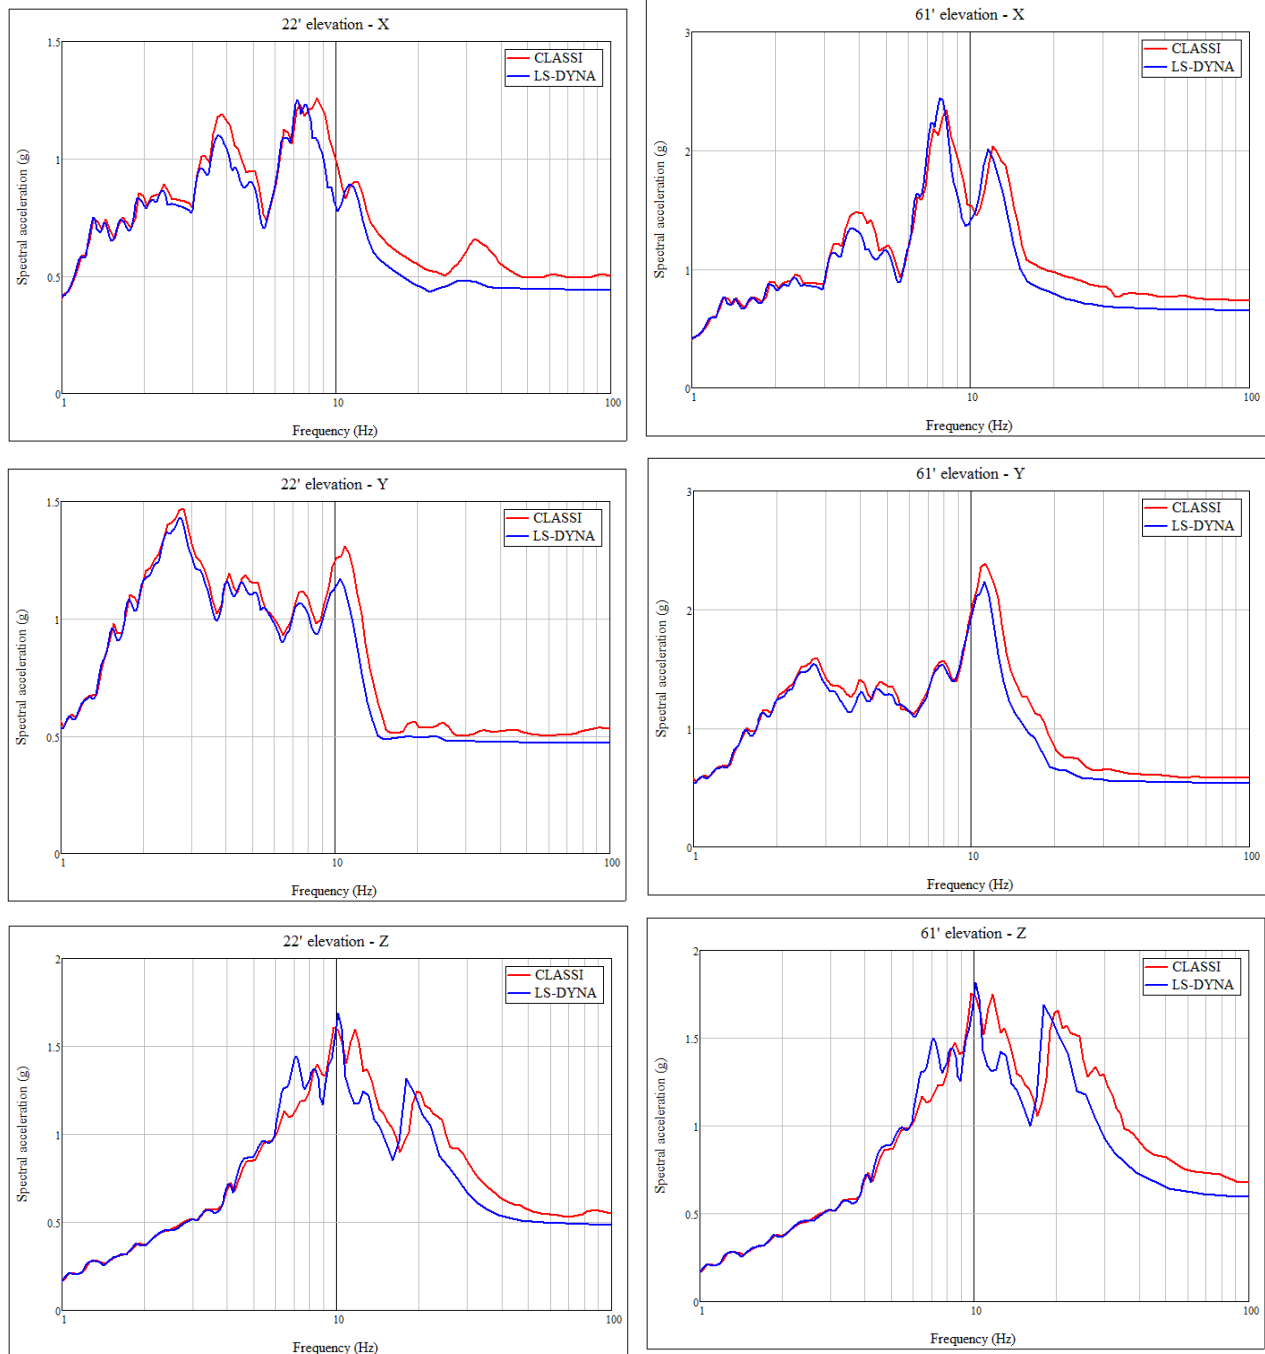 22' elevation - X
1.5
1
0.5
0
Spectral acceleration (g)
CLASSI
LS-DYNA
1
10
100
Frequency (Hz)
61' elevation - X
3
2
1
0
Spectral acceleration (g)
CLASSI
LS-DYNA
1
10
100
Frequency (Hz)
22' elevation - Y
1.5
1
0.5
0
Spectral acceleration (g)
CLASSI
LS-DYNA
1
10
100
Frequency (Hz)
61' elevation - Y
3
2
1
0
Spectral acceleration (g)
CLASSI
LS-DYNA
1
10
100
Frequency (Hz)
22' elevation - Z
2
1.5
1
0.5
0
Spectral acceleration (g)
CLASSI
LS-DYNA
1
10
100
Frequency (Hz)
61' elevation - Z
2
1.5
1
0.5
0
Spectral acceleration (g)
CLASSI
LS-DYNA
1
10
100
Frequency (Hz)